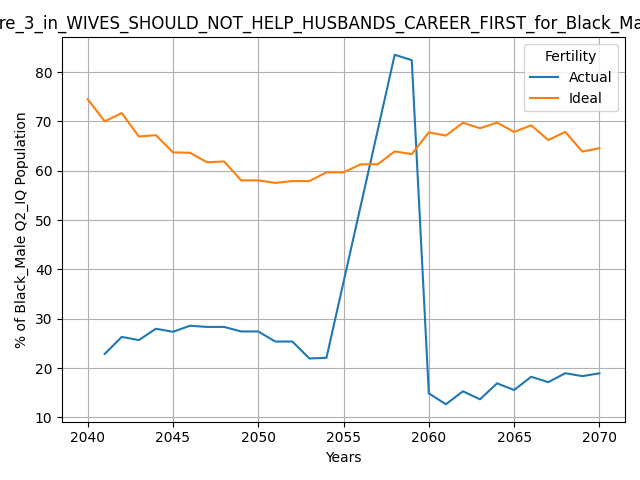 re_3_in_WIVES_SHOULD_NOT_HELP_HUSBANDS_CAREER_FIRST_for_Black_Ma
Fertility
Actual
Ideal
% of Black_Male Q2_IQ Population
80
70
60
50
40
30
20
10
2040 2045 2050 2055 2060 2065 2070
Years